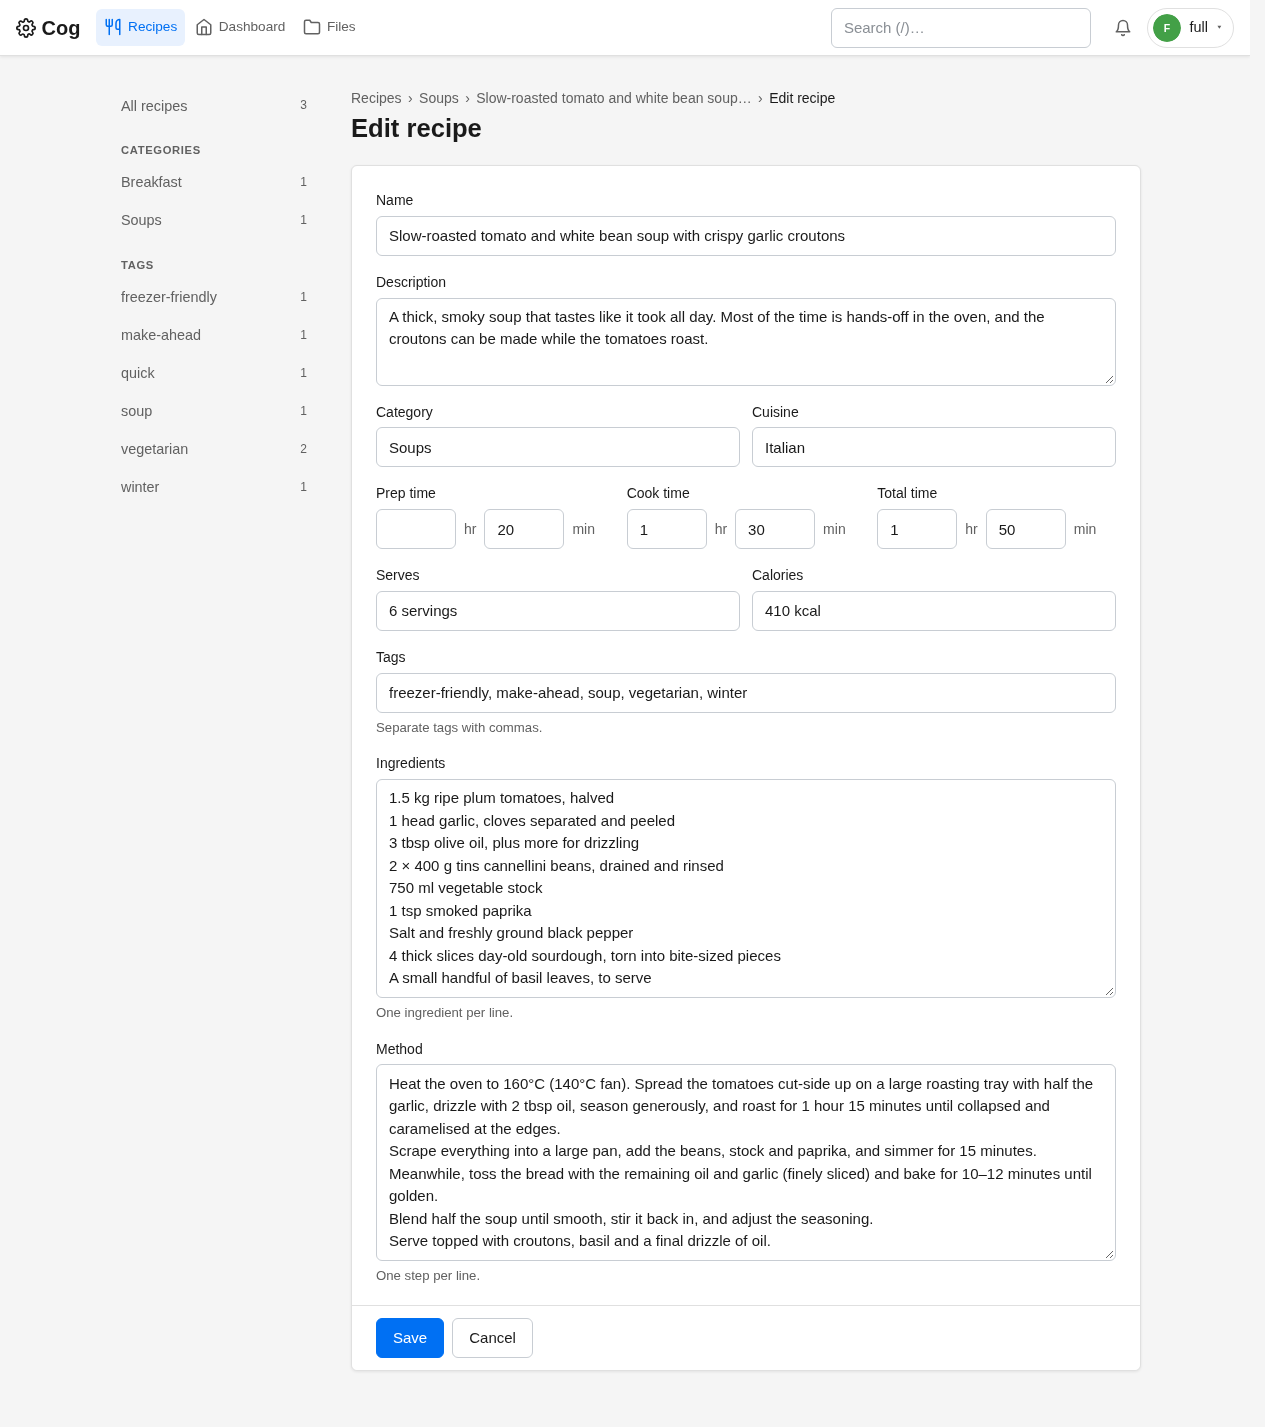 Cog Recipes Dashboard Files Search (/)… F full
All recipes 3
CATEGORIES
Breakfast 1
Soups 1
TAGS
freezer-friendly 1
make-ahead 1
quick 1
soup 1
vegetarian 2
winter 1
Recipes › Soups › Slow-roasted tomato and white bean soup… › Edit recipe
Edit recipe
Name
Slow-roasted tomato and white bean soup with crispy garlic croutons
Description
A thick, smoky soup that tastes like it took all day. Most of the time is hands-off in the oven, and the
croutons can be made while the tomatoes roast.
Category Cuisine
Soups Italian
Prep time Cook time Total time
hr 20 min 1 hr 30 min 1 hr 50 min
Serves Calories
6 servings 410 kcal
Tags
freezer-friendly, make-ahead, soup, vegetarian, winter
Separate tags with commas.
Ingredients
1.5 kg ripe plum tomatoes, halved
1 head garlic, cloves separated and peeled
3 tbsp olive oil, plus more for drizzling
2 × 400 g tins cannellini beans, drained and rinsed
750 ml vegetable stock
1 tsp smoked paprika
Salt and freshly ground black pepper
4 thick slices day-old sourdough, torn into bite-sized pieces
A small handful of basil leaves, to serve
One ingredient per line.
Method
Heat the oven to 160°C (140°C fan). Spread the tomatoes cut-side up on a large roasting tray with half the
garlic, drizzle with 2 tbsp oil, season generously, and roast for 1 hour 15 minutes until collapsed and
caramelised at the edges.
Scrape everything into a large pan, add the beans, stock and paprika, and simmer for 15 minutes.
Meanwhile, toss the bread with the remaining oil and garlic (finely sliced) and bake for 10–12 minutes until
golden.
Blend half the soup until smooth, stir it back in, and adjust the seasoning.
Serve topped with croutons, basil and a final drizzle of oil.
One step per line.
Save Cancel